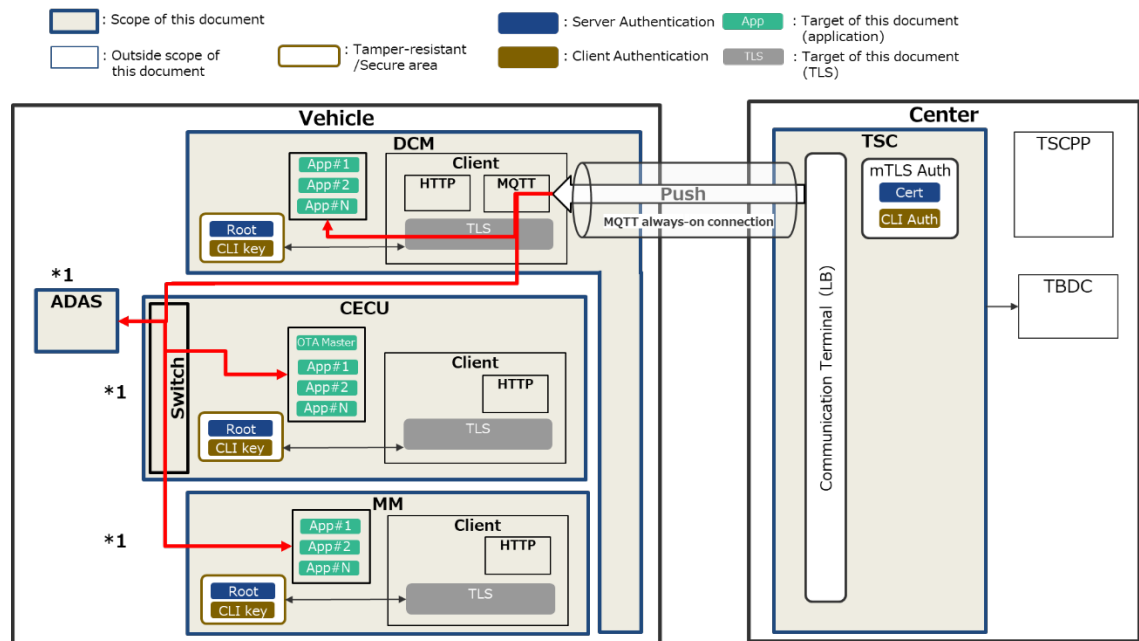 : Scope of this document
: Outside scope of
this document
: Tamper-resistant
/Secure area
: Server Authentication
: Client Authentication
App
: Target of this document
(application)
TLS
: Target of this document
(TLS)
Vehicle
DCM
App#1
App#2
App#N
Client
HTTP
MQTT
TLS
Root
CLI key
*1
ADAS
CECU
Switch
*1
OTA Master
App#1
App#2
App#N
Client
HTTP
TLS
Root
CLI key
MM
*1
App#1
App#2
App#N
Client
HTTP
TLS
Root
CLI key
Push
MQTT always-on connection
Center
TSC
Communication Terminal (LB)
mTLS Auth
Cert
CLI Auth
TSCPP
TBDC